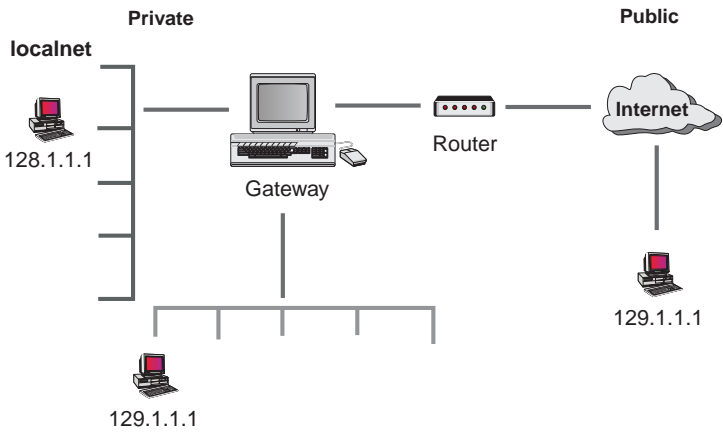 Private
Public
localnet
Internet
Router
128.1.1.1
Gateway
129.1.1.1
129.1.1.1